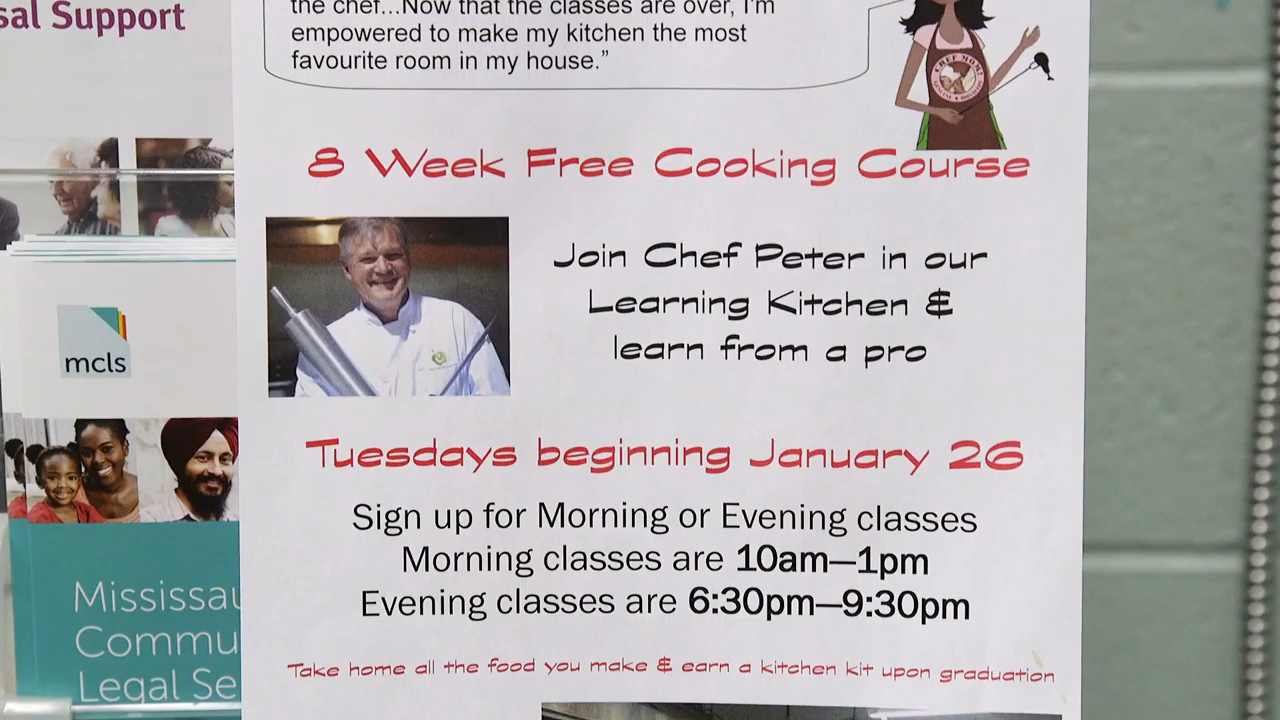 sal Support
the chef...Now that the classes are over, I'm
empowered to make my kitchen the most
favourite room in my house.”
CHEF MOM!
8 Week Free Cooking Course
Join Chef Peter in our
Learning Kitchen &
learn from a pro
mcls
Tuesdays beginning January 26
Sign up for Morning or Evening classes
Morning classes are 10am—1pm
Evening classes are 6:30pm—9:30pm
Mississau
Commu
Legal Se
Take home all the food you make & earn a kitchen kit upon graduation